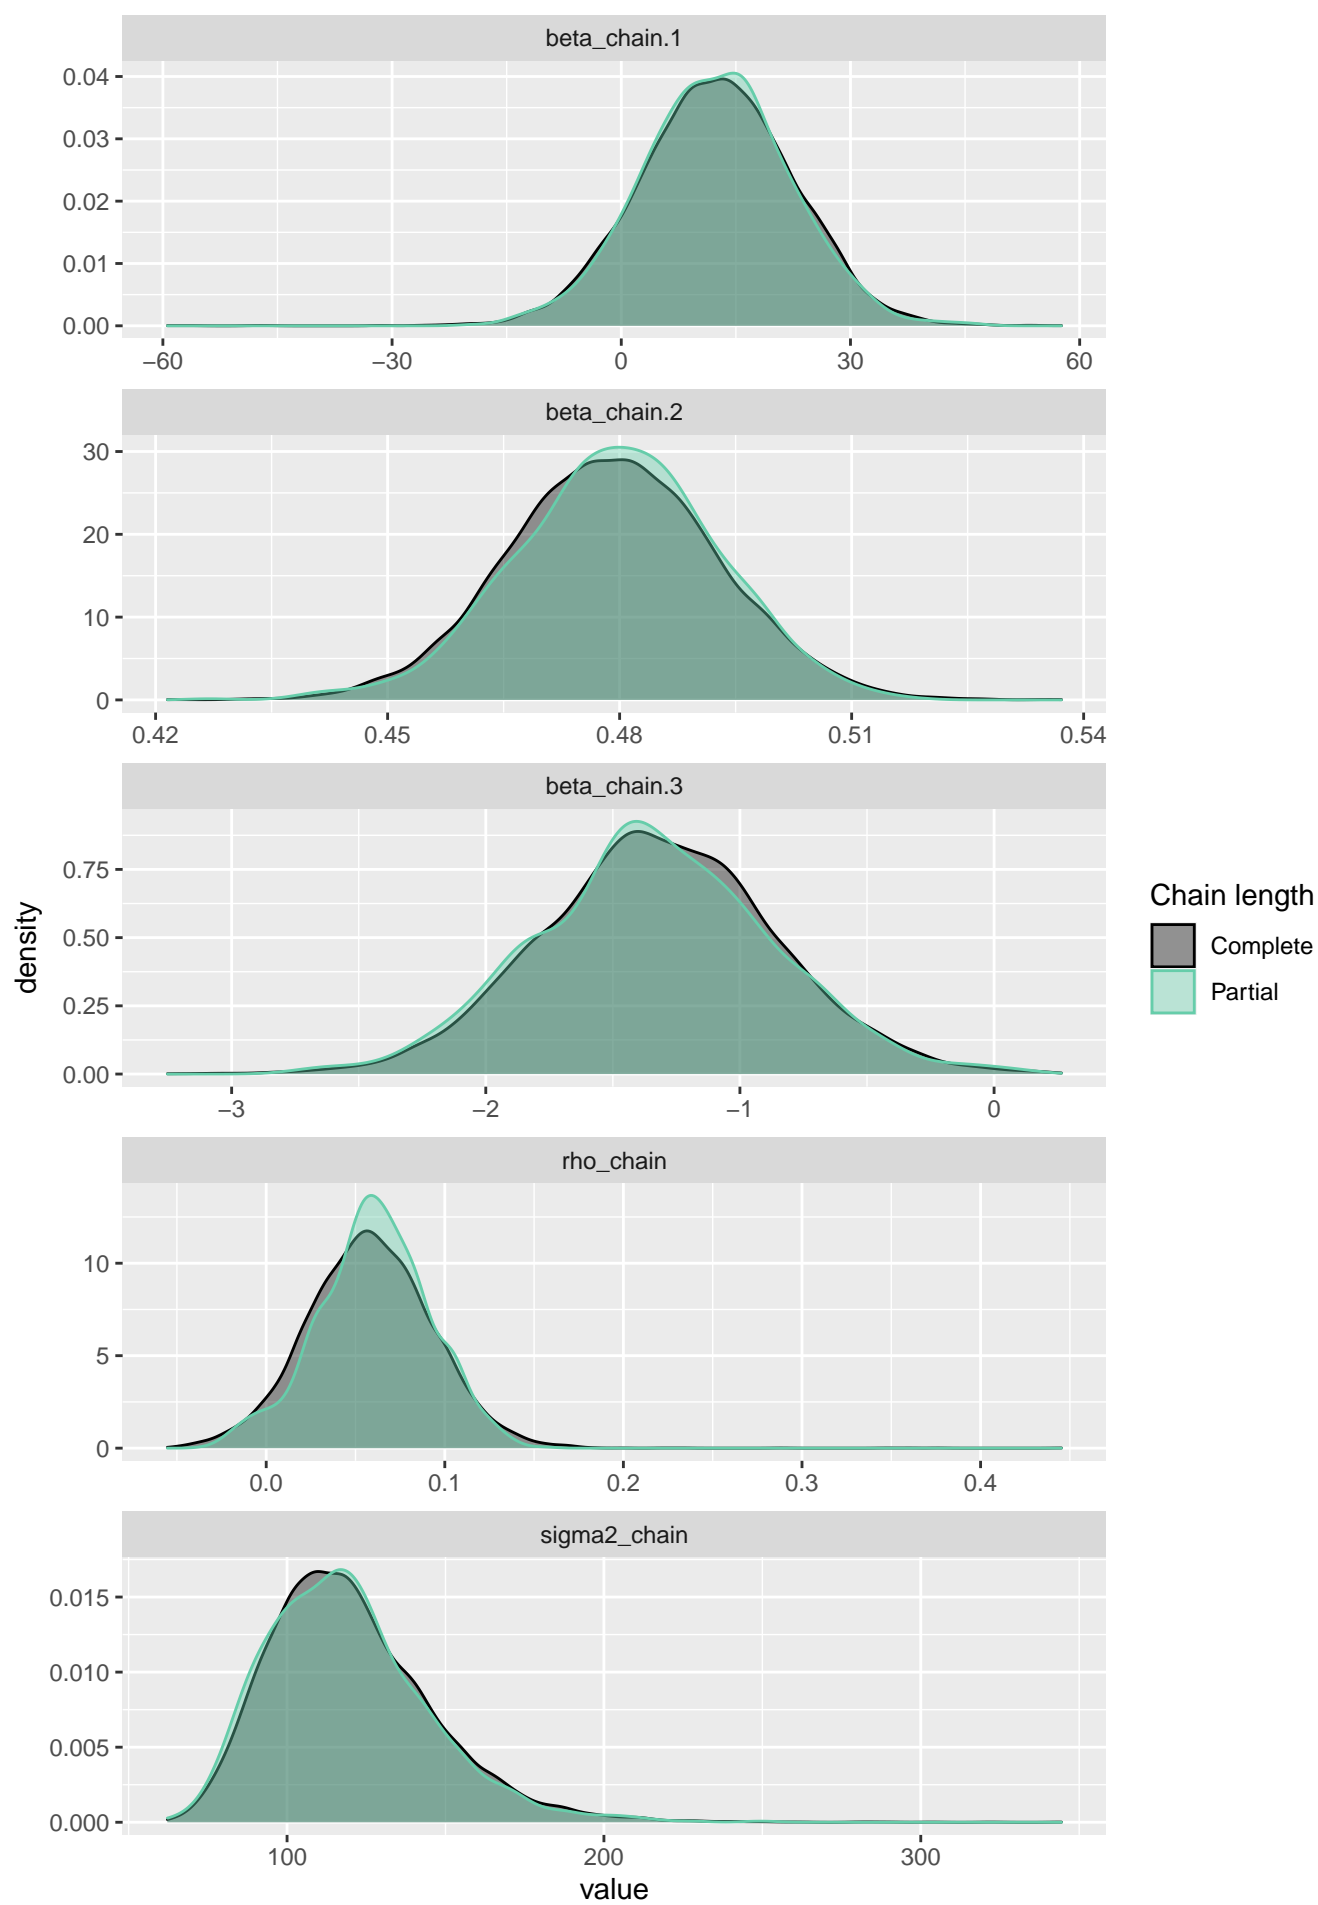 beta_chain.1
0.04
0.03
0.02
0.01
0.00
−60 −30 0 30 60
beta_chain.2
30
20
10
0
0.42 0.45 0.48 0.51 0.54
beta_chain.3
0.75
0.50
0.25
0.00
−3 −2 −1 0
density
Chain length
Complete
Partial
rho_chain
10
5
0
0.0 0.1 0.2 0.3 0.4
sigma2_chain
0.015
0.010
0.005
0.000
100 200 300
value